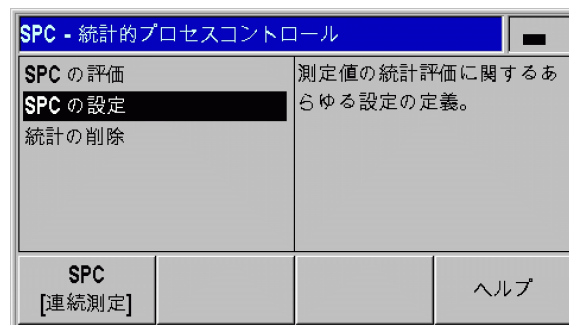 SPC - 統計的プロセスコントロール
SPC の評価
SPC の設定
統計の削除
測定値の統計評価に関するあ
らゆる設定の定義。
SPC
[連続測定]
ヘルプ